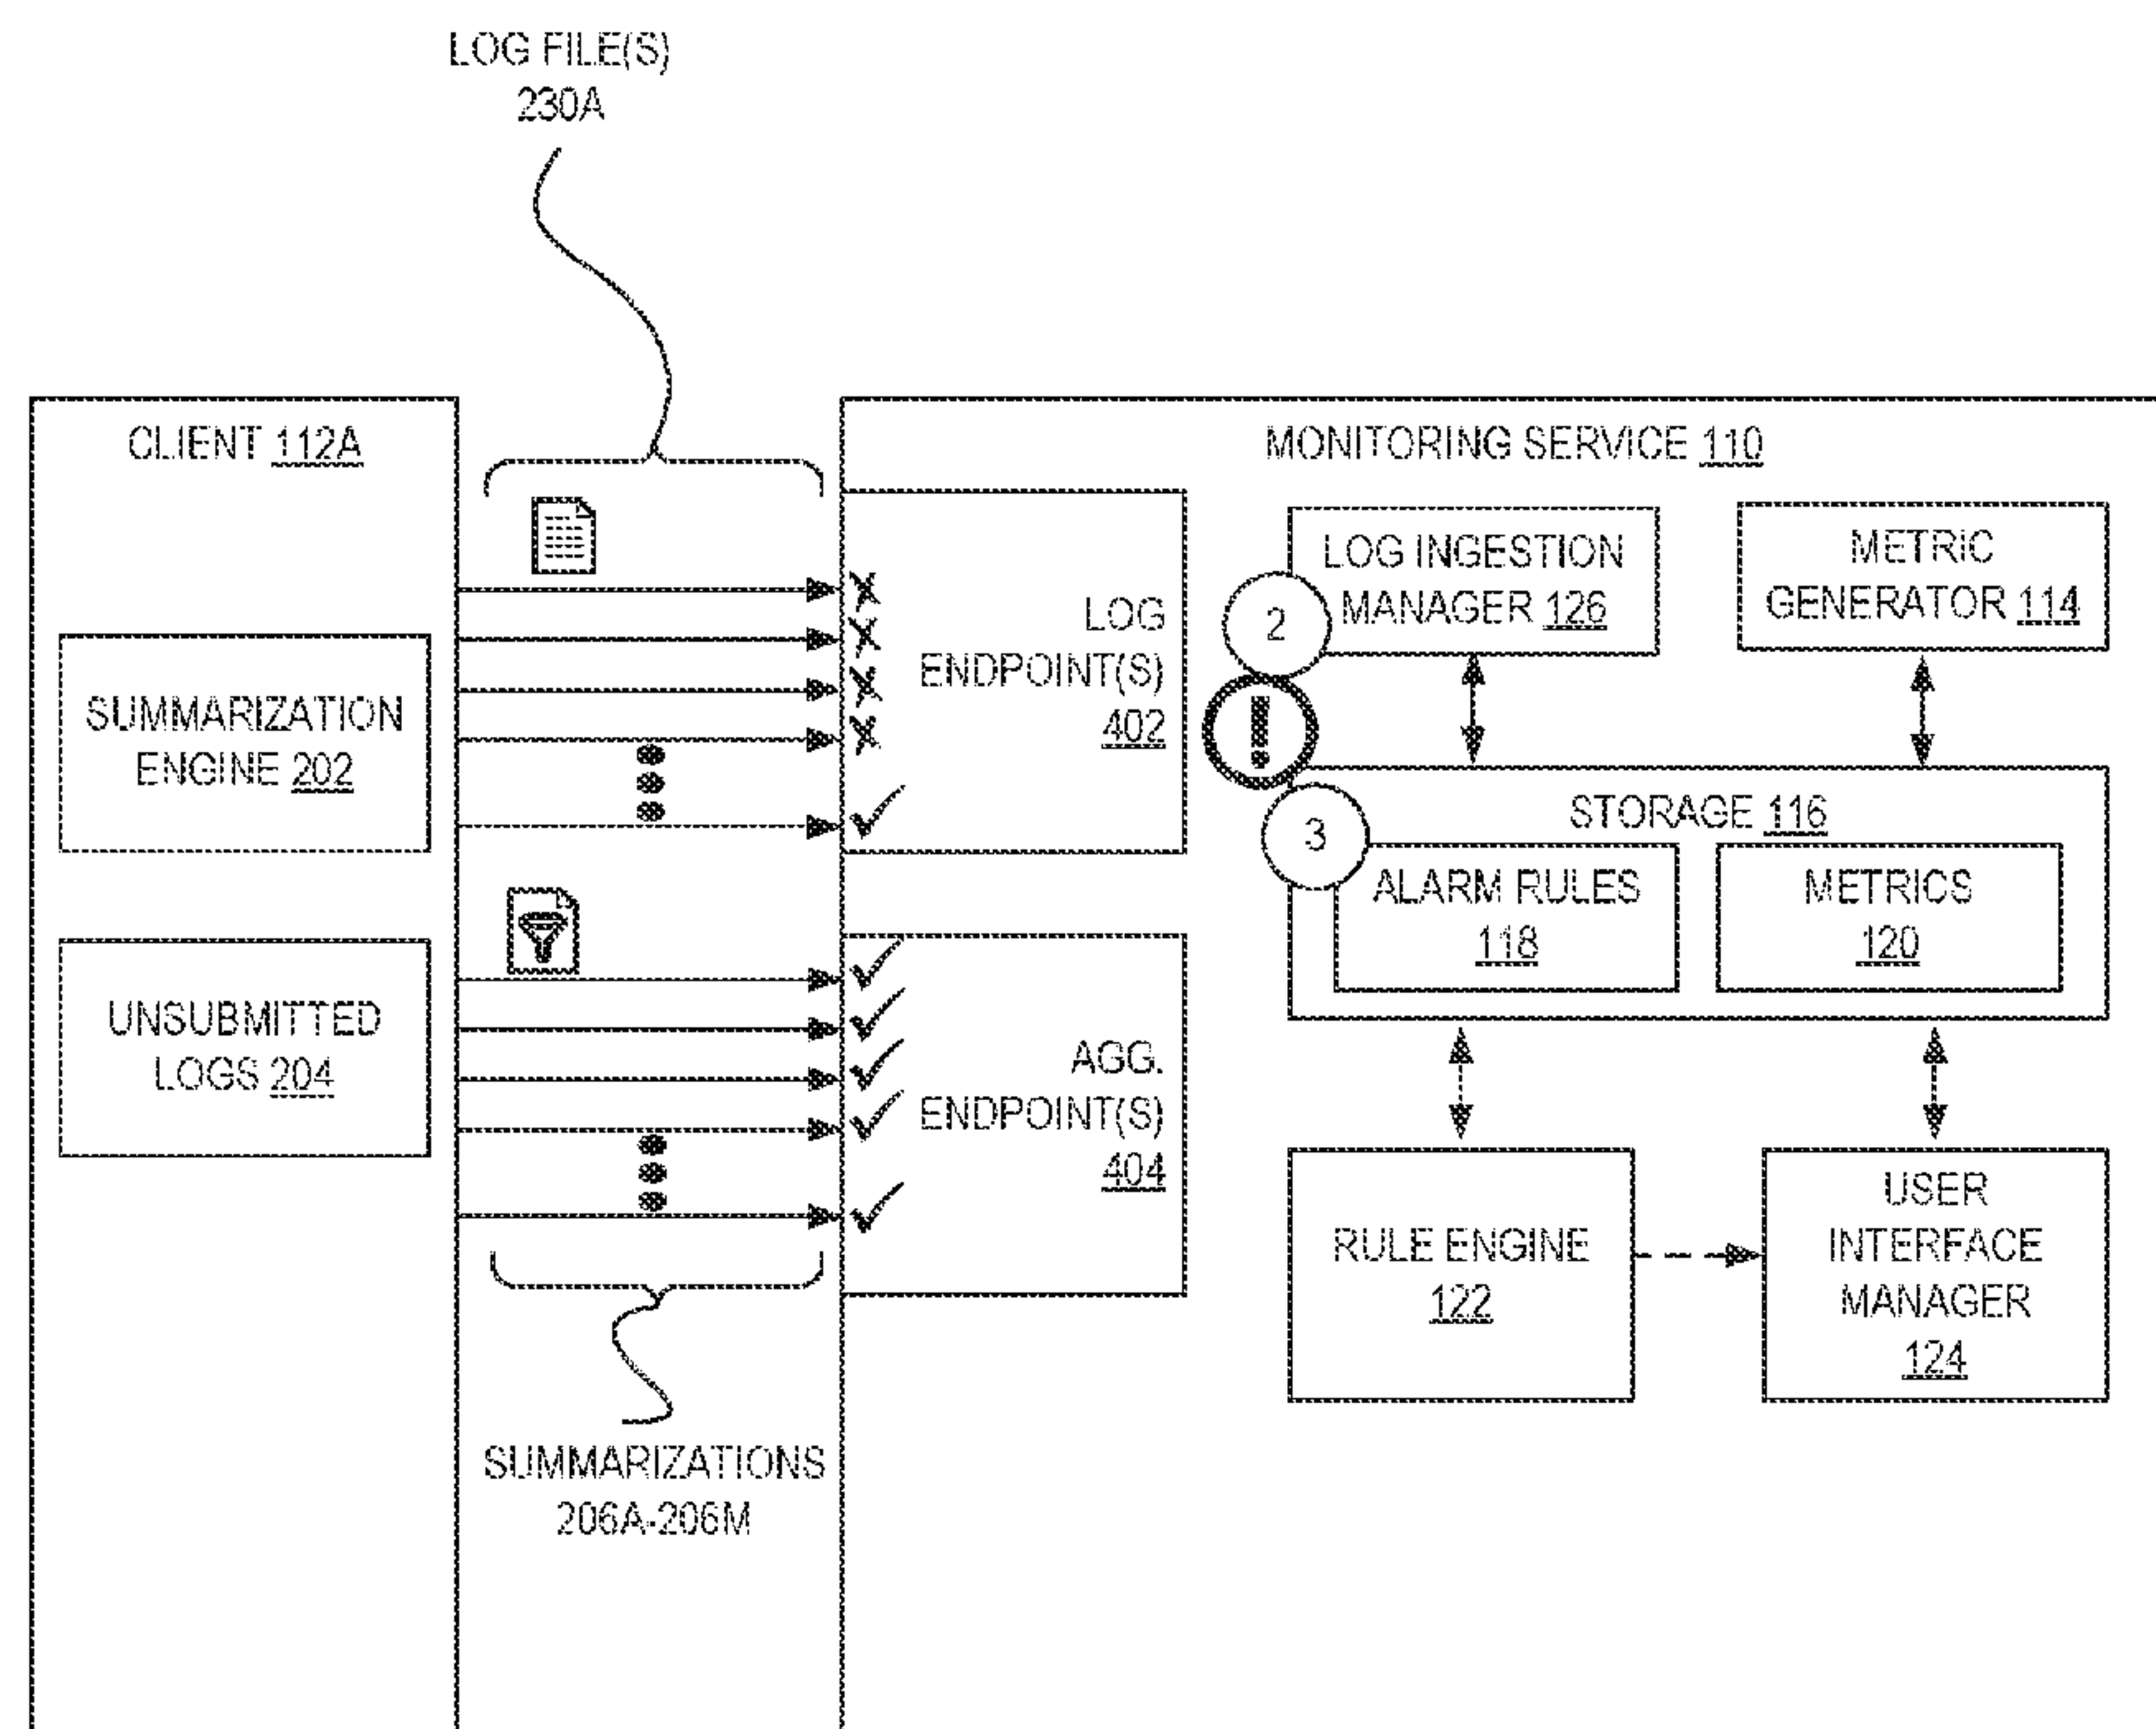 LOG FILE(S)
230A
CLIENT 112A
SUMMARIZATION
ENGINE 202
UNSUBMITTED
LOGS 204
SUMMARIZATIONS
206A-206M
MONITORING SERVICE 110
LOG
ENDPOINT(S)
402
AGG.
ENDPOINT(S)
404
LOG INGESTION
MANAGER 126
2
!
3
METRIC
GENERATOR 114
STORAGE 116
ALARM RULES
118
METRICS
120
RULE ENGINE
122
USER
INTERFACE
MANAGER
124